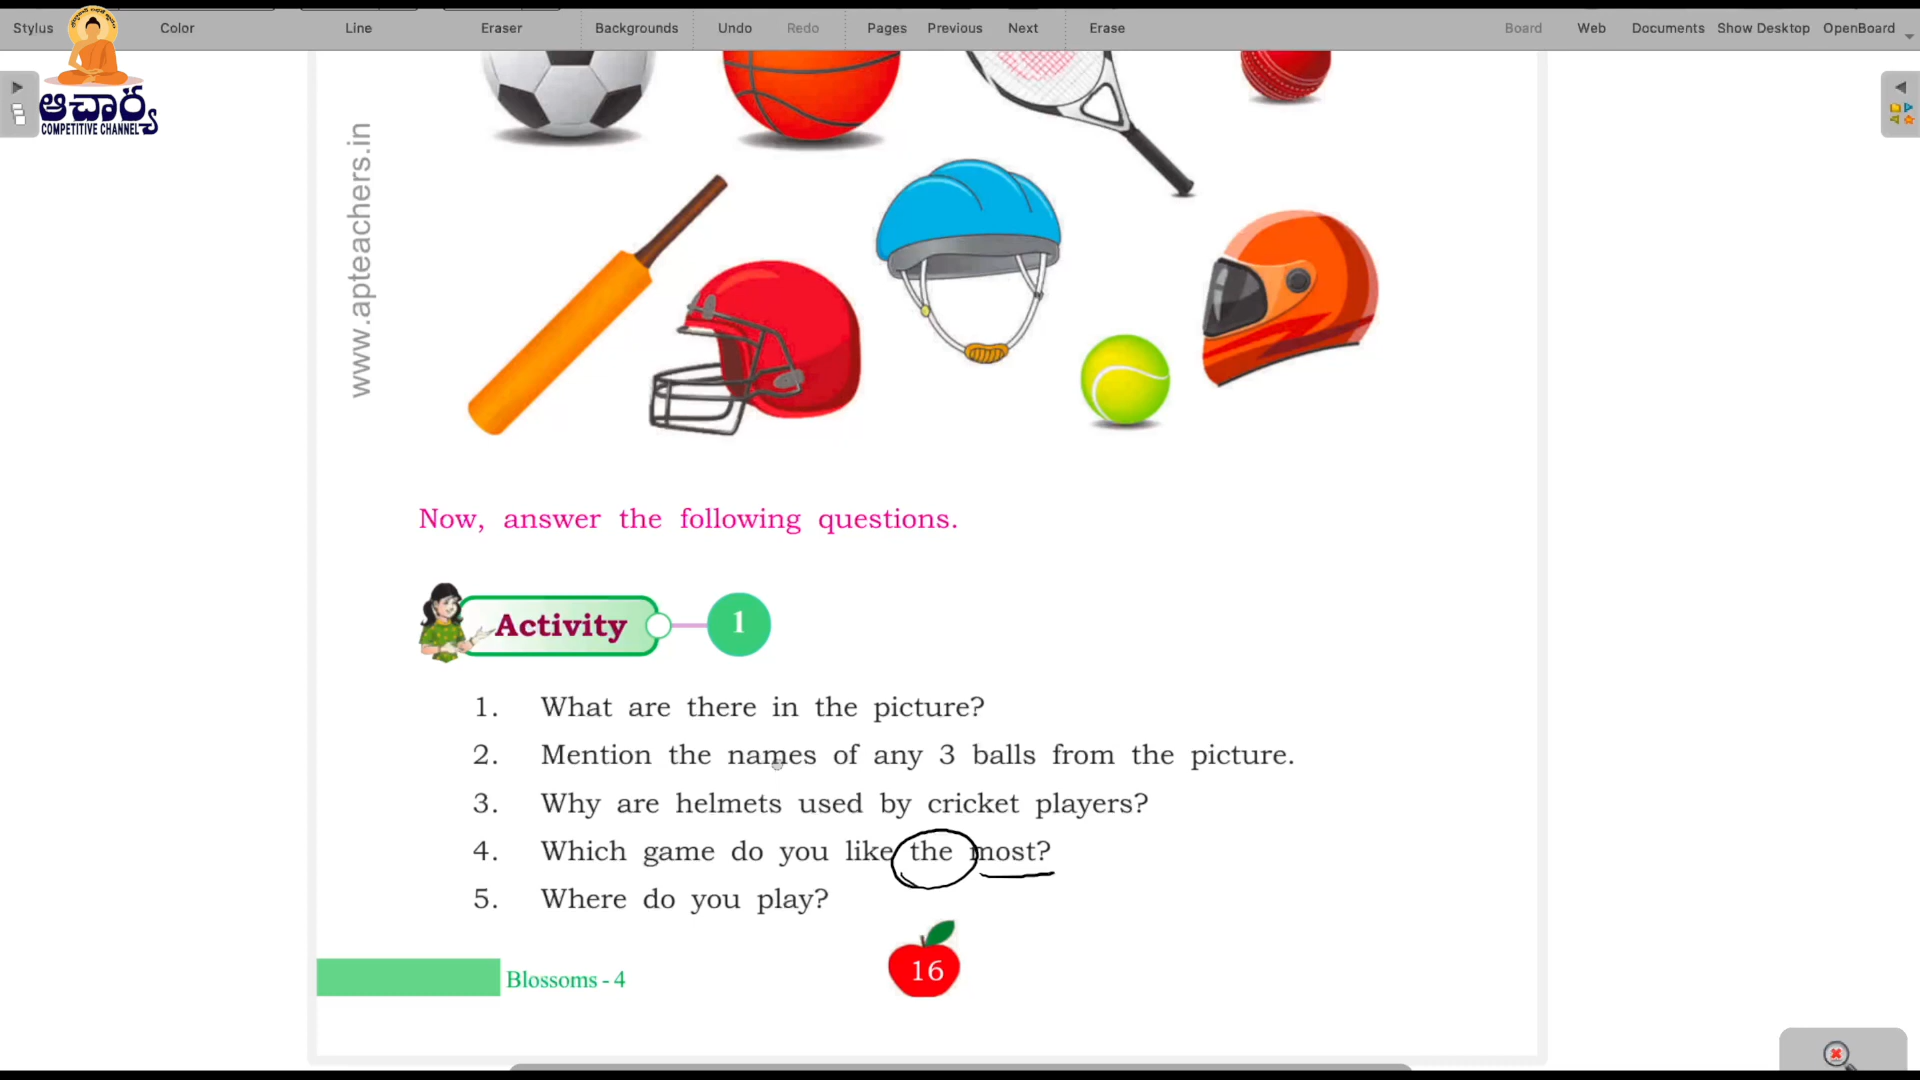 Stylus Color Line Eraser Backgrounds Undo Redo Pages Previous Next Erase Board Web Documents Show Desktop OpenBoard
ఆచార్య
COMPETITIVE CHANNEL
www.apteachers.in
Now, answer the following questions.
Activity 1
1. What are there in the picture?
2. Mention the names of any 3 balls from the picture.
3. Why are helmets used by cricket players?
4. Which game do you like the most?
5. Where do you play?
16
Blossoms - 4